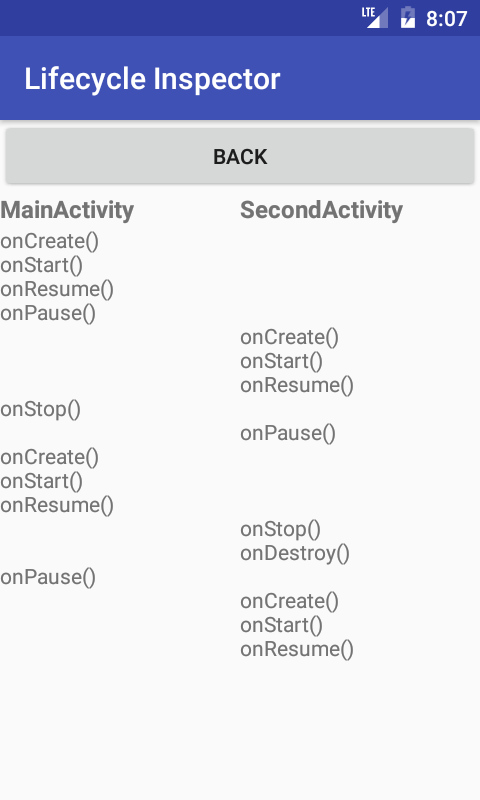 LTE 8:07
Lifecycle Inspector
BACK
MainActivity SecondActivity
onCreate()
onStart()
onResume()
onPause()
onCreate()
onStart()
onResume()
onStop()
onPause()
onCreate()
onStart()
onResume()
onStop()
onDestroy()
onPause()
onCreate()
onStart()
onResume()